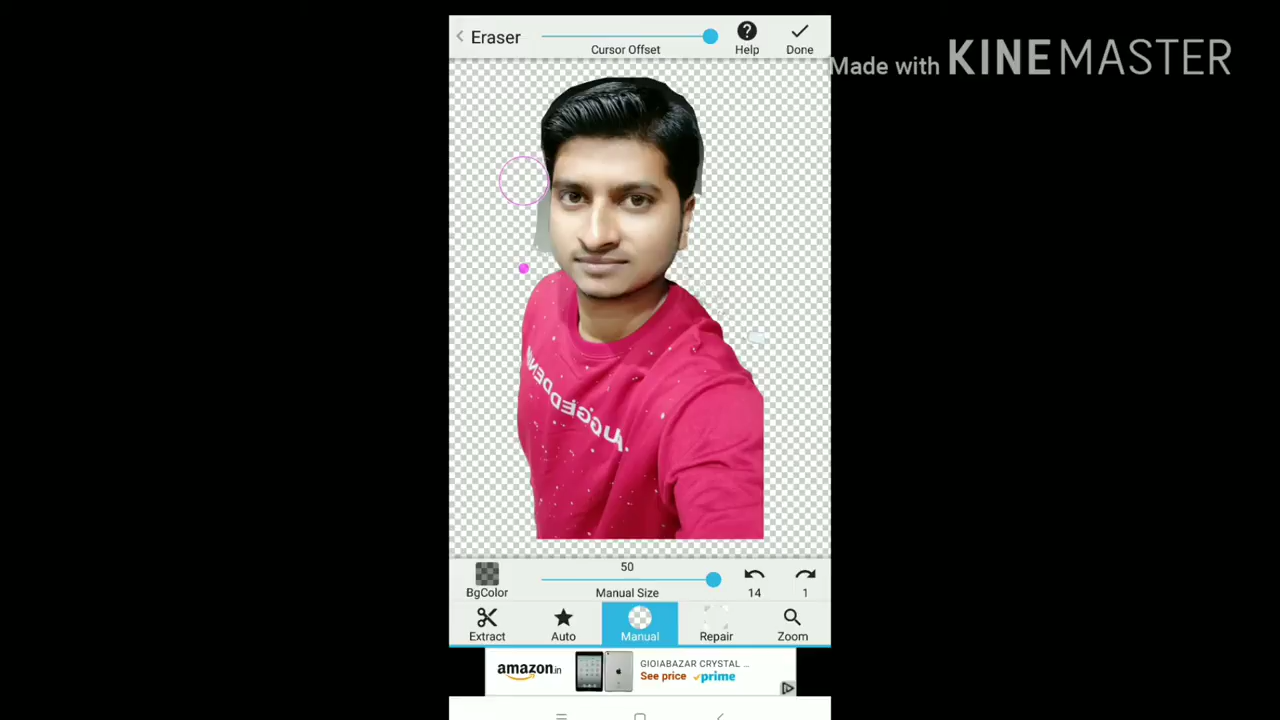 Eraser
Cursor Offset
Help
Done
Made with KINEMASTER
50
BgColor
Manual Size
14
1
Extract
Auto
Manual
Repair
Zoom
amazon.in
GIOIABAZAR CRYSTAL ...
See price
prime